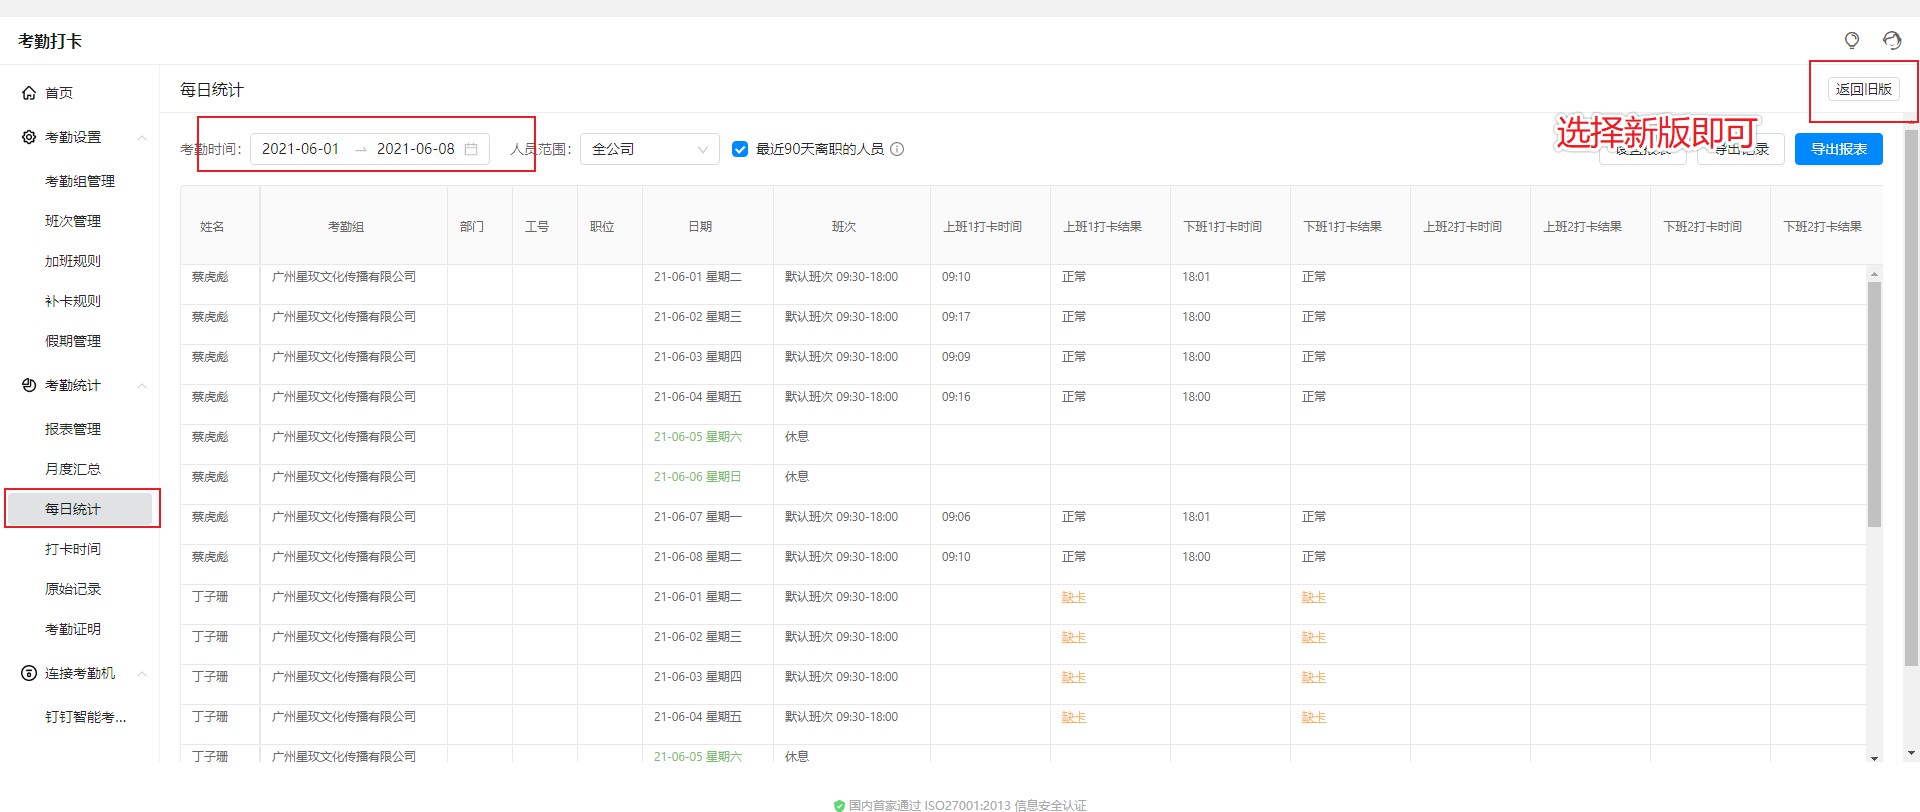 考勤打卡
首页
考勤设置
考勤组管理
班次管理
加班规则
补卡规则
假期管理
考勤统计
报表管理
月度汇总
每日统计
打卡时间
原始记录
考勤证明
连接考勤机
钉钉智能考...
每日统计
返回旧版
考勤时间: 2021-06-01 → 2021-06-08 人员范围: 全公司 最近90天离职的人员
选择新版即可
导出报表
姓名 考勤组 部门 工号 职位 日期 班次 上班1打卡时间 上班1打卡结果 下班1打卡时间 下班1打卡结果 上班2打卡时间 上班2打卡结果 下班2打卡时间 下班2打卡结果
蔡虎彪 广州星玫文化传播有限公司 21-06-01 星期二 默认班次 09:30-18:00 09:10 正常 18:01 正常
蔡虎彪 广州星玫文化传播有限公司 21-06-02 星期三 默认班次 09:30-18:00 09:17 正常 18:00 正常
蔡虎彪 广州星玫文化传播有限公司 21-06-03 星期四 默认班次 09:30-18:00 09:09 正常 18:00 正常
蔡虎彪 广州星玫文化传播有限公司 21-06-04 星期五 默认班次 09:30-18:00 09:16 正常 18:00 正常
蔡虎彪 广州星玫文化传播有限公司 21-06-05 星期六 休息
蔡虎彪 广州星玫文化传播有限公司 21-06-06 星期日 休息
蔡虎彪 广州星玫文化传播有限公司 21-06-07 星期一 默认班次 09:30-18:00 09:06 正常 18:01 正常
蔡虎彪 广州星玫文化传播有限公司 21-06-08 星期二 默认班次 09:30-18:00 09:10 正常 18:00 正常
丁子珊 广州星玫文化传播有限公司 21-06-01 星期二 默认班次 09:30-18:00 缺卡 缺卡
丁子珊 广州星玫文化传播有限公司 21-06-02 星期三 默认班次 09:30-18:00 缺卡 缺卡
丁子珊 广州星玫文化传播有限公司 21-06-03 星期四 默认班次 09:30-18:00 缺卡 缺卡
丁子珊 广州星玫文化传播有限公司 21-06-04 星期五 默认班次 09:30-18:00 缺卡 缺卡
丁子珊 广州星玫文化传播有限公司 21-06-05 星期六 休息
国内首家通过 ISO27001:2013 信息安全认证